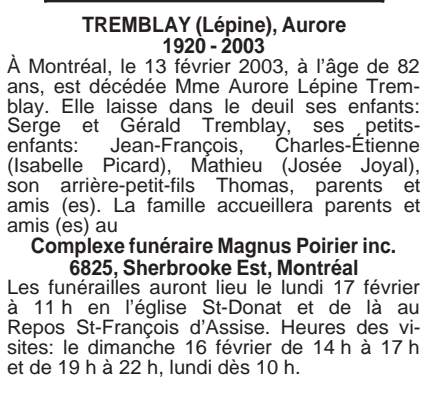 TREMBLAY (Lépine), Aurore
1920 - 2003
À Montréal, le 13 février 2003, à l'âge de 82
ans, est décédée Mme Aurore Lépine Trem-
blay. Elle laisse dans le deuil ses enfants:
Serge et Gérald Tremblay, ses petits-
enfants: Jean-François, Charles-Étienne
(Isabelle Picard), Mathieu (Josée Joyal),
son arrière-petit-fils Thomas, parents et
amis (es). La famille accueillera parents et
amis (es) au
Complexe funéraire Magnus Poirier inc.
6825, Sherbrooke Est, Montréal
Les funérailles auront lieu le lundi 17 février
à 11 h en l'église St-Donat et de là au
Repos St-François d'Assise. Heures des vi-
sites: le dimanche 16 février de 14 h à 17 h
et de 19 h à 22 h, lundi dès 10 h.